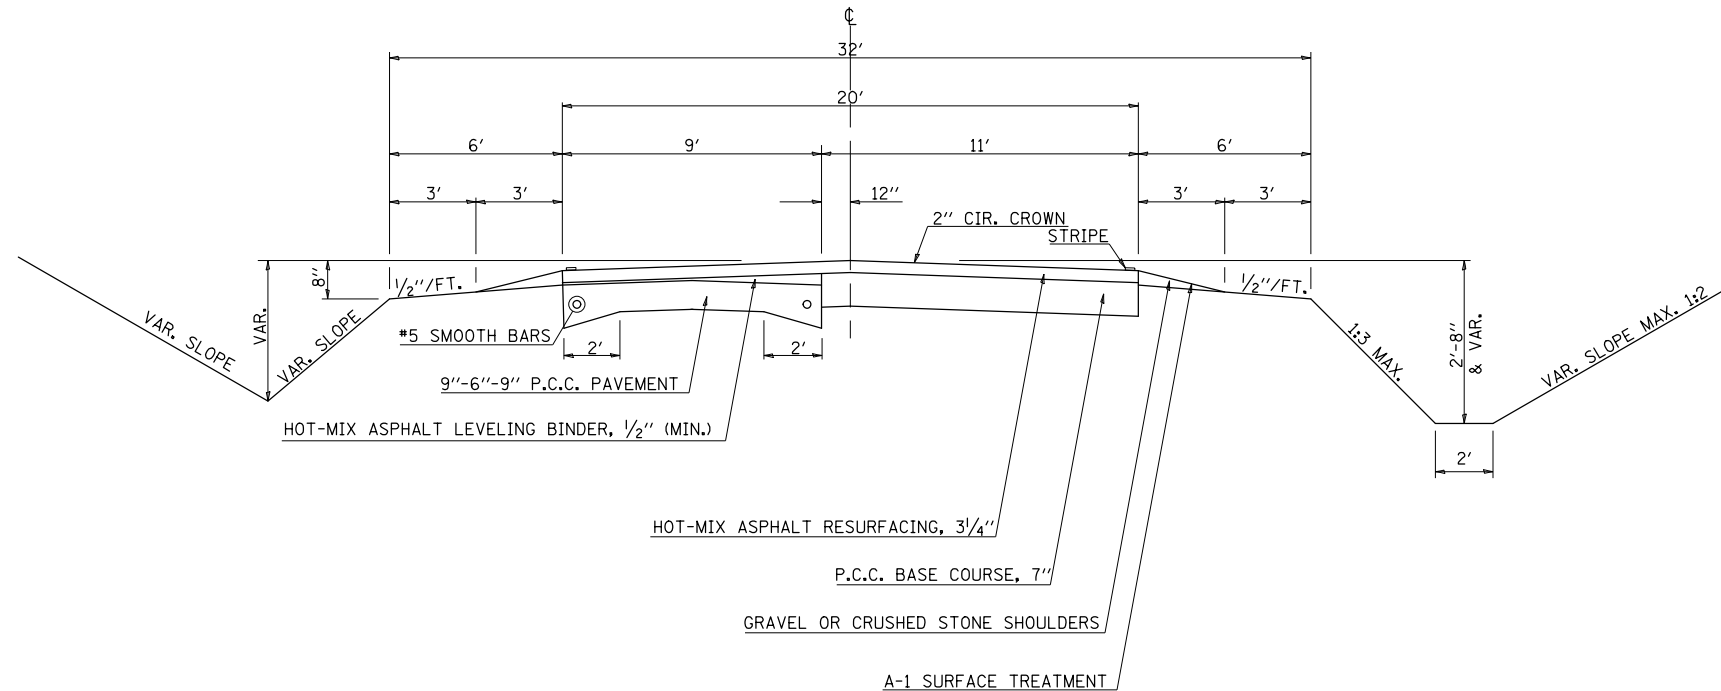 ℄
32'
20'
6' 9' 11' 6'
3' 3' 12" 3' 3'
2" CIR. CROWN
STRIPE
8"
1/2"/FT. 1/2"/FT.
VAR.
VAR. SLOPE
VAR. SLOPE
#5 SMOOTH BARS
2' 2'
9"-6"-9" P.C.C. PAVEMENT
HOT-MIX ASPHALT LEVELING BINDER, 1/2" (MIN.)
1:3 MAX.
2'-8"
& VAR.
VAR. SLOPE MAX. 1:2
2'
HOT-MIX ASPHALT RESURFACING, 3 1/4"
P.C.C. BASE COURSE, 7"
GRAVEL OR CRUSHED STONE SHOULDERS
A-1 SURFACE TREATMENT